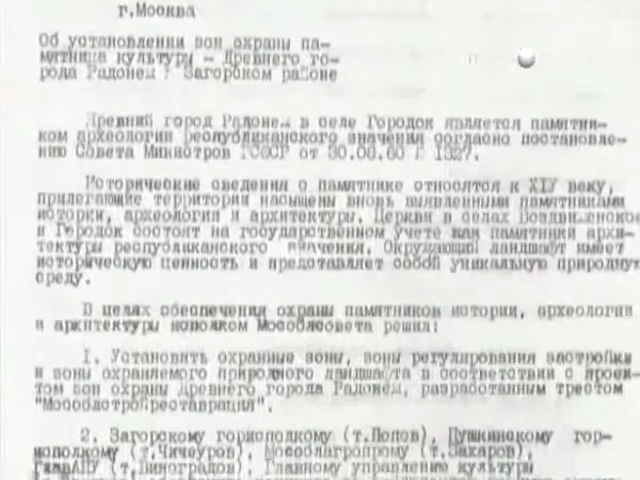 г.Москва
Об установлении зон охраны па-
мятника культуры - Древнего го-
рода Радонеж в Загорском районе
Древний город Радонеж в селе Городок является памятни-
ком археологии республиканского значения согласно постановле-
нию Совета Министров РСФСР от 30.08.60 г 1327.
Исторические сведения о памятнике относятся к XIV веку,
прилегающие территории насыщены вновь выявленными памятниками
истории, археологии и архитектуры. Церкви в селах
и Городок состоят на государственном учете как памятники архи-
тектуры республиканского значения. Окружающий ландшафт имеет
историческую ценность и представляет собой уникальную природную
среду.
В целях обеспечения охраны памятников истории, археологии
и архитектуры исполком Мособлсовета решил:
1. Установить охранные зоны, зоны регулирования застройки
и зоны охраняемого природного ландшафта в соответствии с проек-
том зон охраны Древнего города Радонеж, разработанным трестом
"Мособлстройреставрация".
2. Загорскому горисполкому (т.Попов), Пушкинскому гор-
исполкому (т.Чичеуров), Мособлагропрому (т.Захаров),
ГлавАПУ (т.Виноградов), Главному управлению культуры